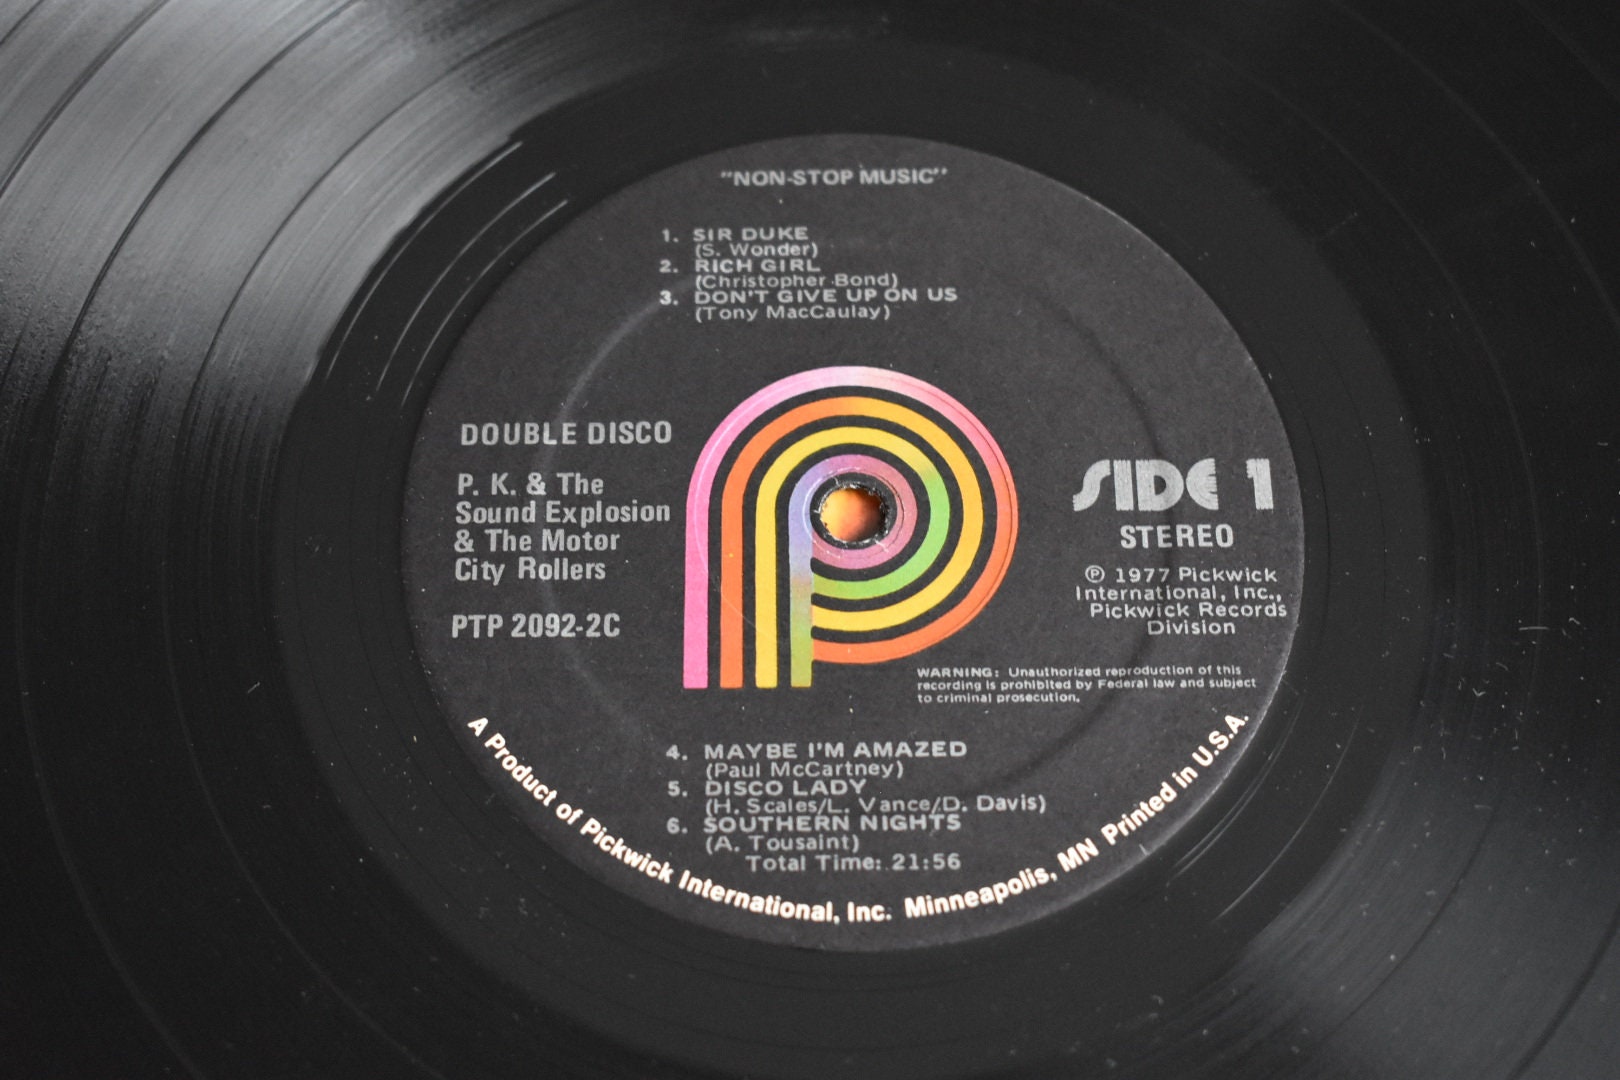 "NON-STOP MUSIC"
1. SIR DUKE
(S. Wonder)
2. RICH GIRL
(Christopher Bond)
3. DON'T GIVE UP ON US
(Tony MacCaulay)
DOUBLE DISCO
P. K. & The
Sound Explosion
& The Motor
City Rollers
PTP 2092-2C
SIDE 1
STEREO
℗ 1977 Pickwick
International, Inc.,
Pickwick Records
Division
WARNING: Unauthorized reproduction of this
recording is prohibited by Federal law and subject
to criminal prosecution.
4. MAYBE I'M AMAZED
(Paul McCartney)
5. DISCO LADY
(H. Scales/L. Vance/D. Davis)
6. SOUTHERN NIGHTS
(A. Tousaint)
Total Time: 21:56
A Product of Pickwick International, Inc. Minneapolis, MN Printed in U.S.A.